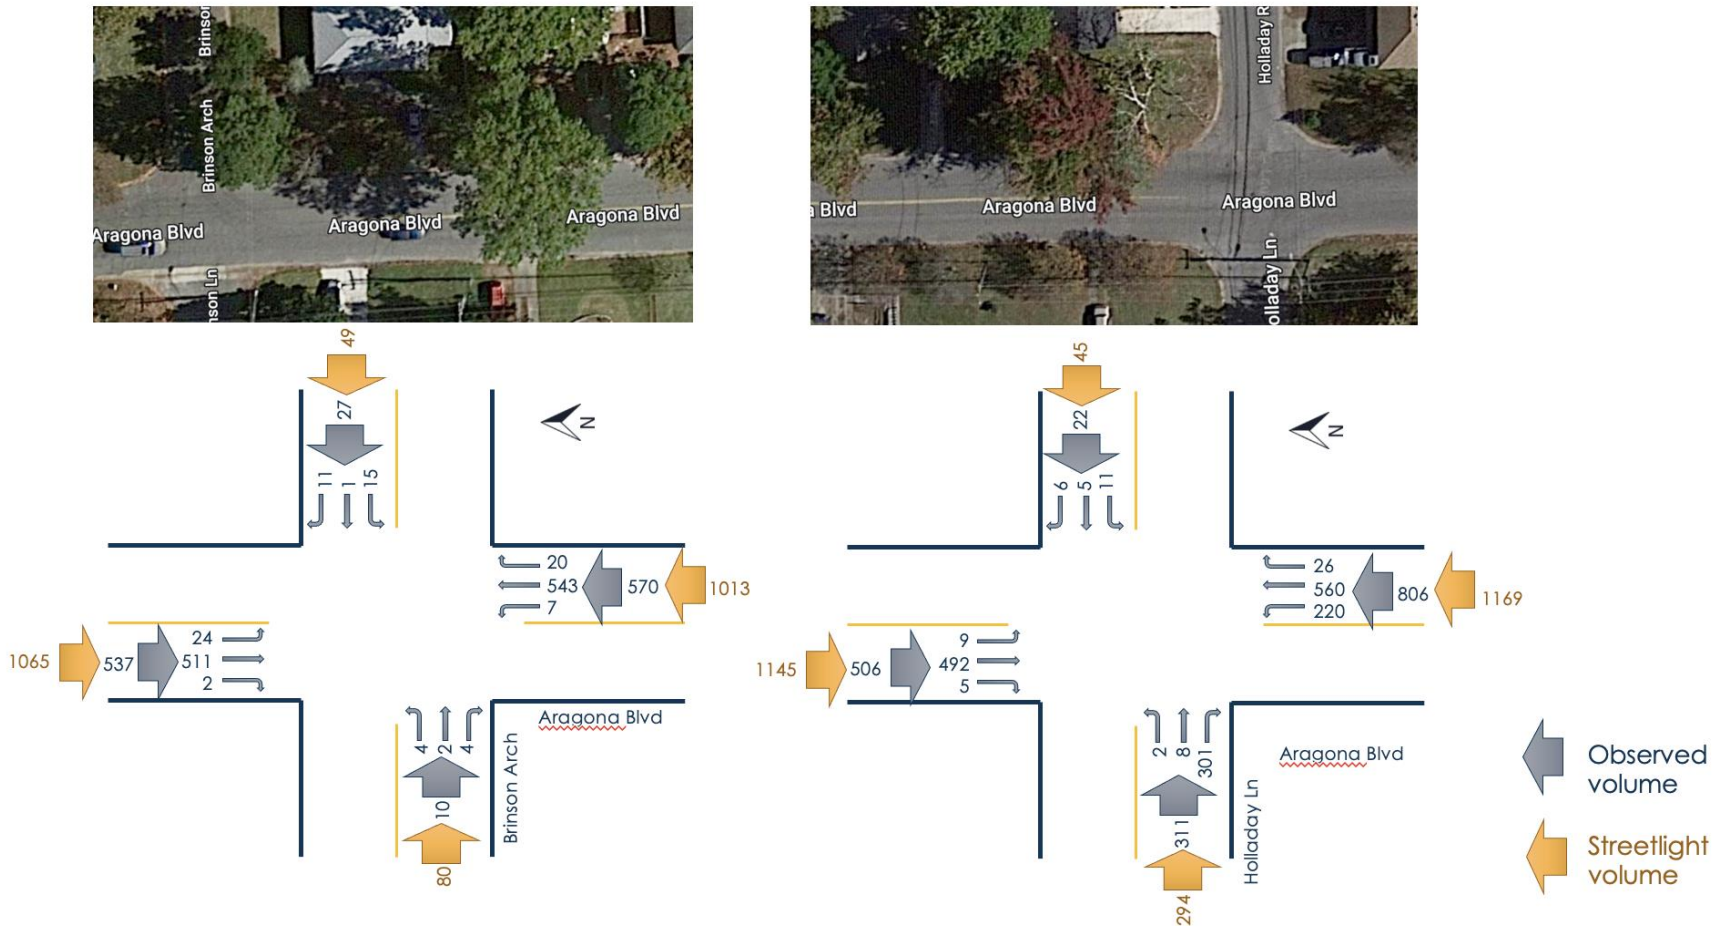 Brinson
Brinson Arch
Aragona Blvd
Aragona Blvd
Aragona Blvd
nson Ln
Holladay R
a Blvd
Aragona Blvd
Aragona Blvd
olladay Ln
49
27
11 1 15
N
20
543
7
570
1013
1065
537
24
511
2
4 2 4
10
80
Brinson Arch
Aragona Blvd
45
22
6 5 11
N
26
560
220
806
1169
1145
506
9
492
5
2 8 301
311
294
Holladay Ln
Aragona Blvd
Observed
volume
Streetlight
volume